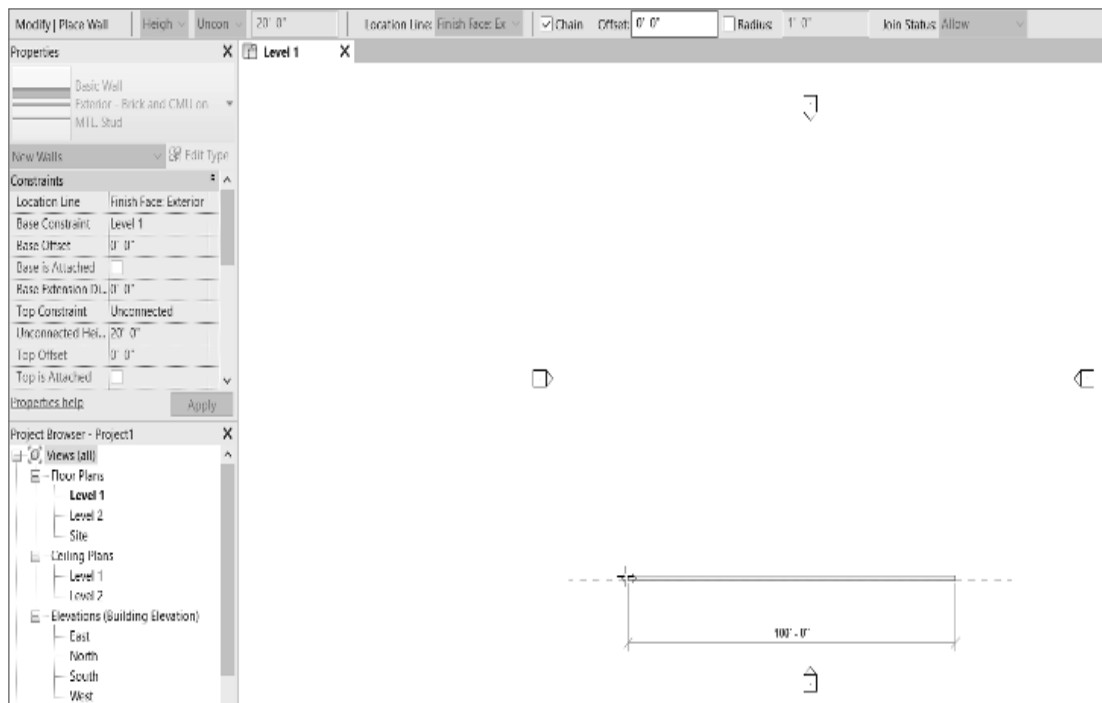 Modify | Place Wall Heigh Uncon 20' 0" Location Line: Finish Face: Ex Chain Offset: 0' 0" Radius: 1' 0" Join Status: Allow
Properties X Level 1 X
Basic Wall
Exterior - Brick and CMU on
MTL. Stud
New Walls Edit Type
Constraints
Location Line Finish Face: Exterior
Base Constraint Level 1
Base Offset 0' 0"
Base is Attached
Base Extension Di... 0' 0"
Top Constraint Unconnected
Unconnected Hei... 20' 0"
Top Offset 0' 0"
Top is Attached
Properties help Apply
Project Browser - Project1 X
Views (all)
Floor Plans
Level 1
Level 2
Site
Ceiling Plans
Level 1
Level 2
Elevations (Building Elevation)
East
North
South
West
100' - 0"